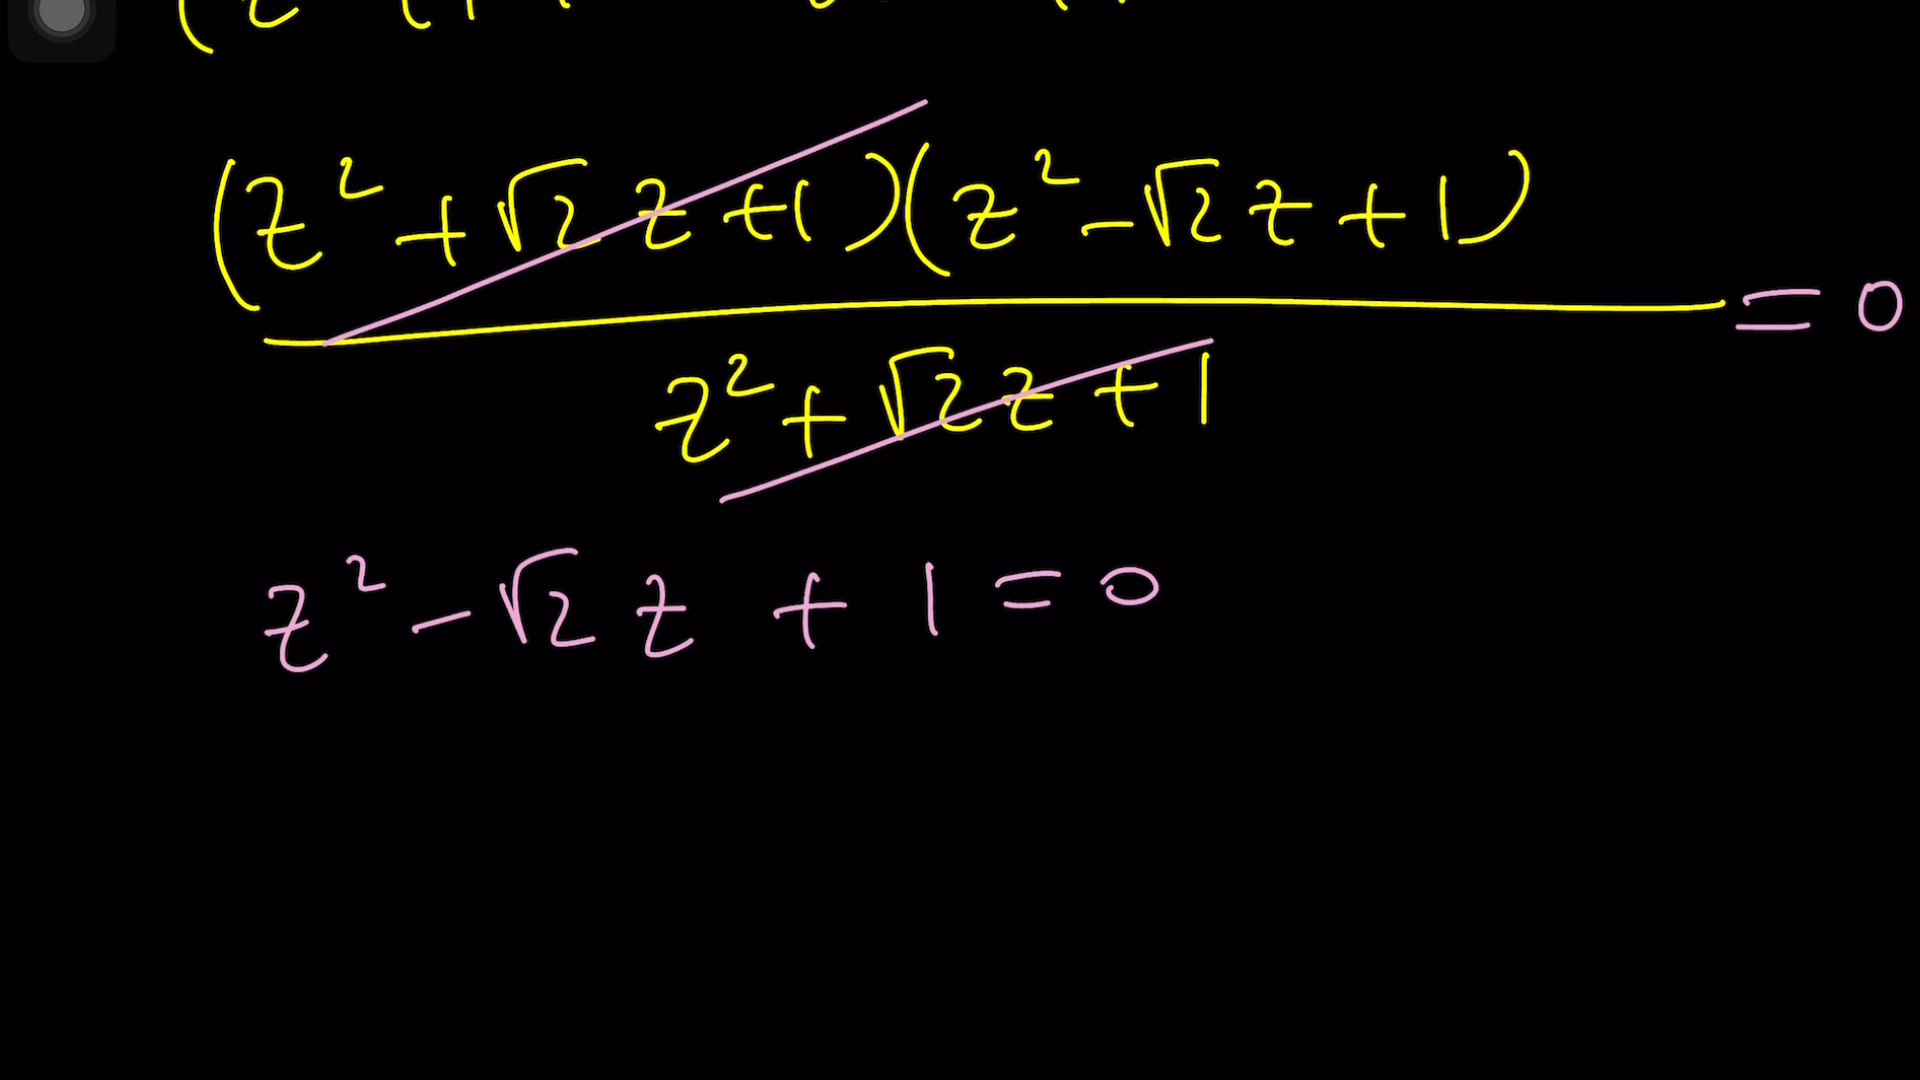 (z² + √2 z + 1)(z² - √2 z + 1)
= 0
z² + √2 z + 1
z² - √2 z + 1 = 0